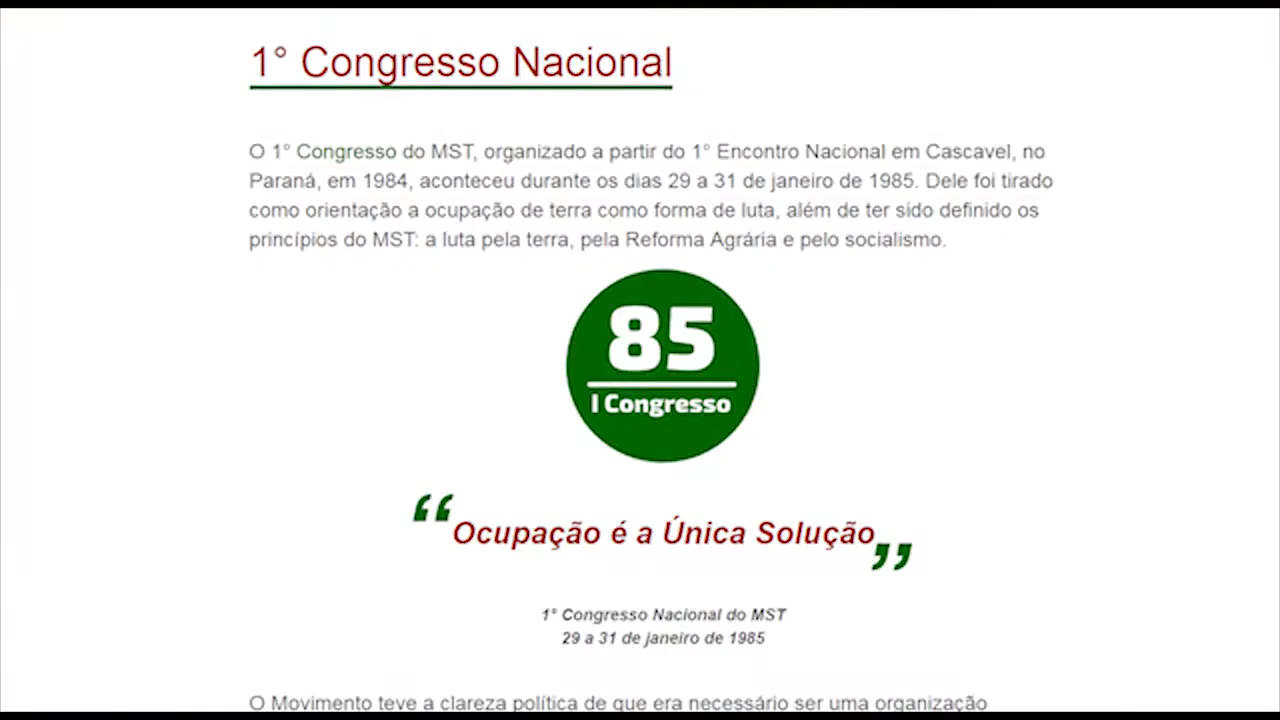 1° Congresso Nacional
O 1° Congresso do MST, organizado a partir do 1° Encontro Nacional em Cascavel, no
Paraná, em 1984, aconteceu durante os dias 29 a 31 de janeiro de 1985. Dele foi tirado
como orientação a ocupação de terra como forma de luta, além de ter sido definido os
princípios do MST: a luta pela terra, pela Reforma Agrária e pelo socialismo.
85
I Congresso
“Ocupação é a Única Solução”
1° Congresso Nacional do MST
29 a 31 de janeiro de 1985
O Movimento teve a clareza política de que era necessário ser uma organização